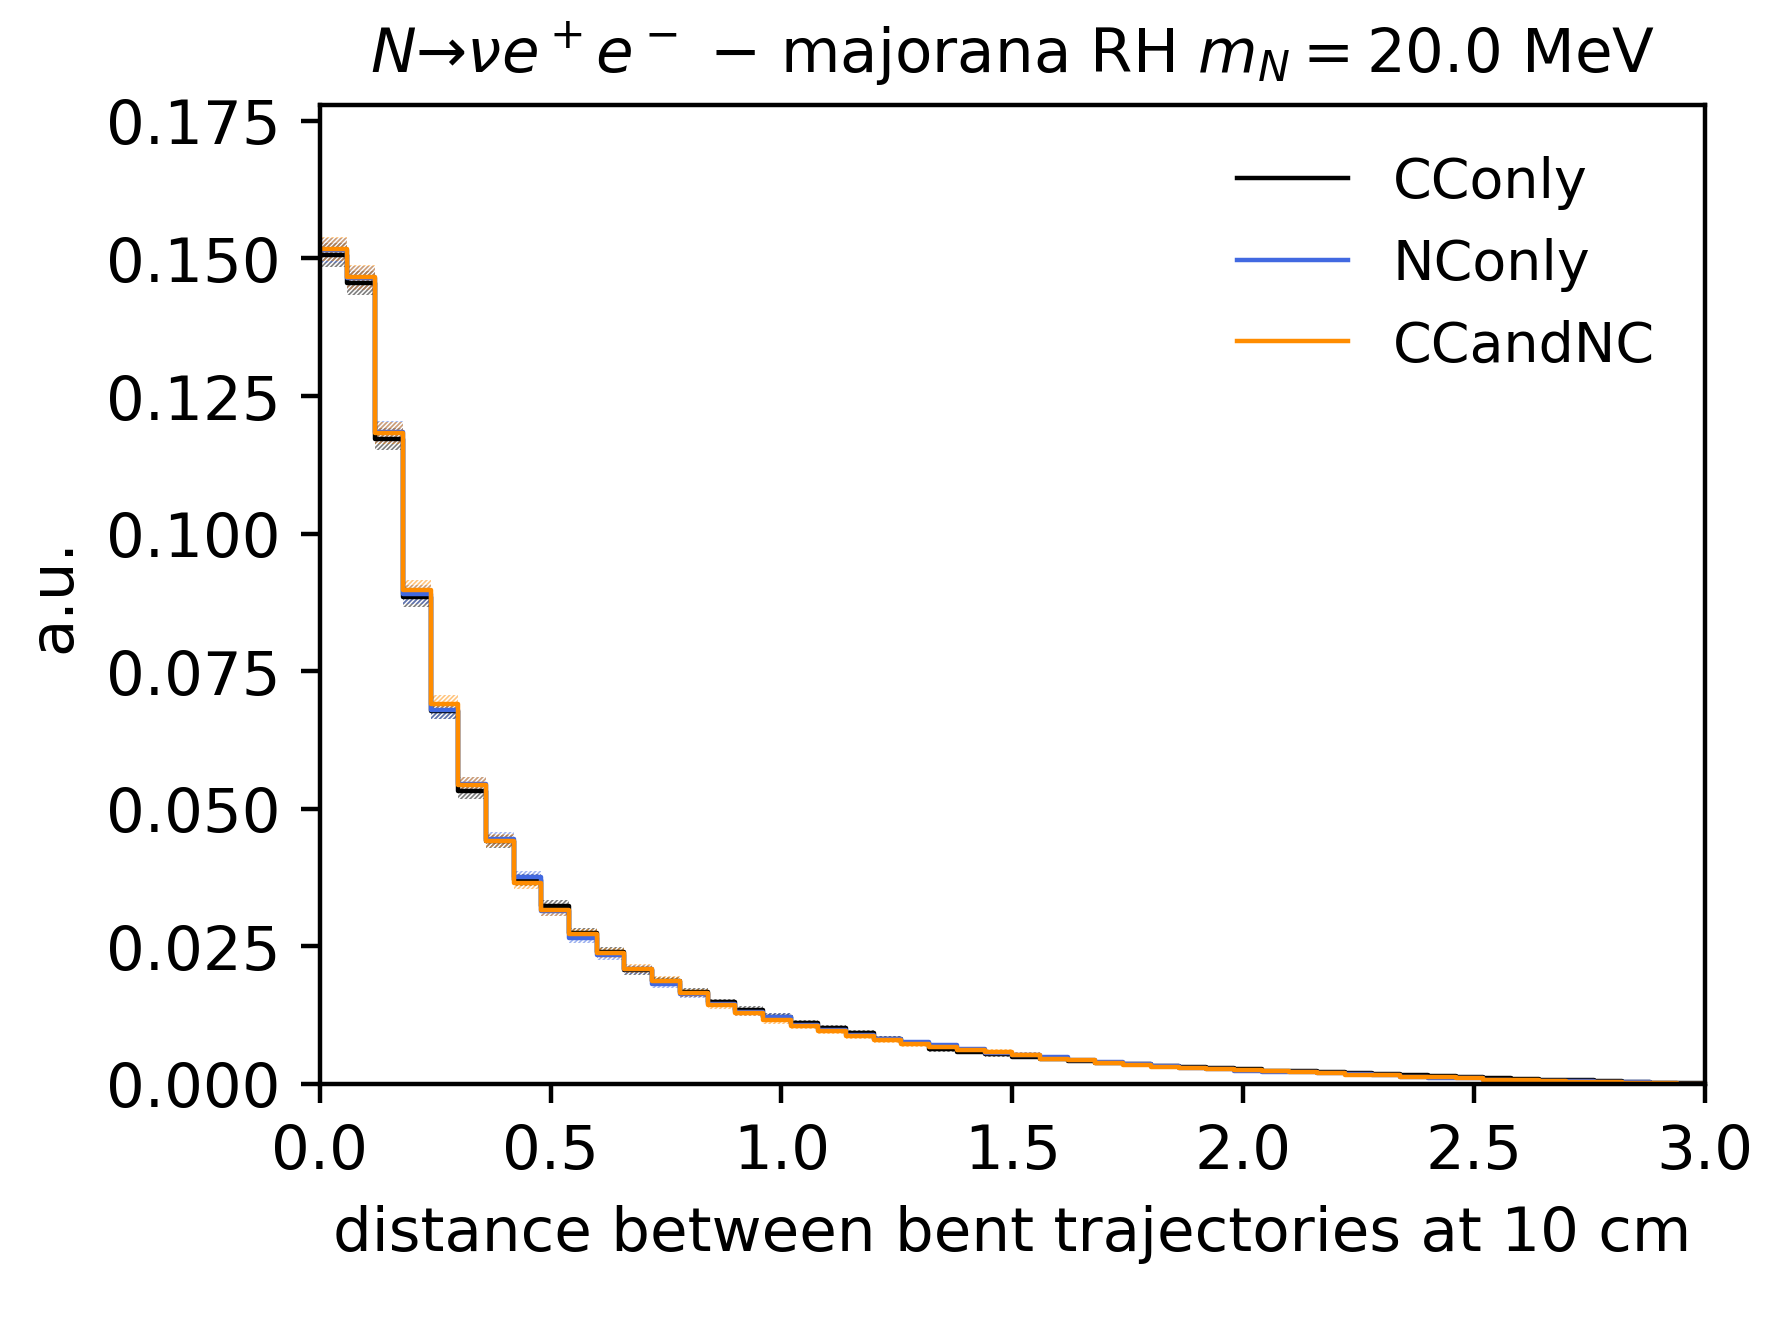 N→νe⁺e⁻ − majorana RH m_N = 20.0 MeV
0.175
0.150
0.125
0.100
0.075
0.050
0.025
0.000
a.u.
CConly
NConly
CCandNC
0.0 0.5 1.0 1.5 2.0 2.5 3.0
distance between bent trajectories at 10 cm